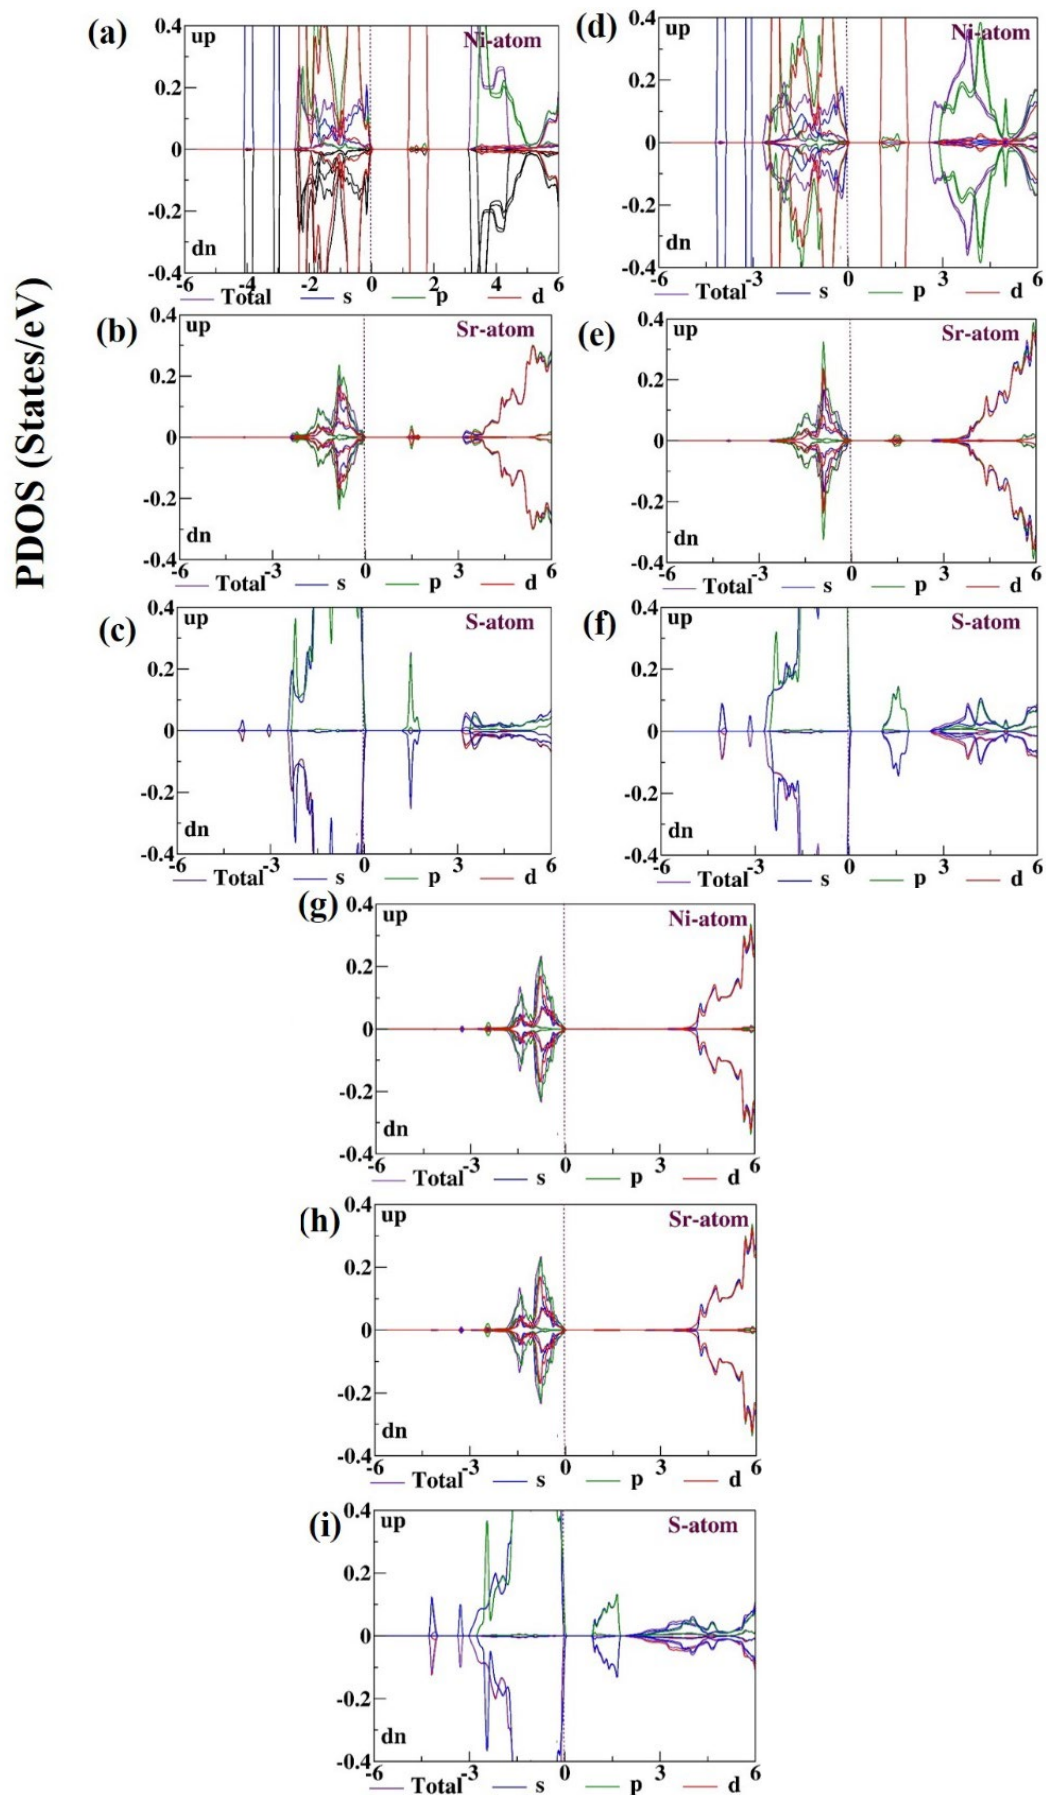 PDOS (States/eV)
(a)
0.4
up
Ni-atom
0.2
0
-0.2
dn
-0.4
-6 -4 -2 0 2 4 6
Total s p d
(d)
0.4
up
Ni-atom
0.2
0
-0.2
dn
-0.4
-6 -3 0 3 6
Total s p d
(b)
0.4
up
Sr-atom
0.2
0
-0.2
dn
-0.4
-6 -3 0 3 6
Total s p d
(e)
0.4
up
Sr-atom
0.2
0
-0.2
dn
-0.4
-6 -3 0 3 6
Total s p d
(c)
0.4
up
S-atom
0.2
0
-0.2
dn
-0.4
-6 -3 0 3 6
Total s p d
(f)
0.4
up
S-atom
0.2
0
-0.2
dn
-0.4
-6 -3 0 3 6
Total s p d
(g)
0.4
up
Ni-atom
0.2
0
-0.2
dn
-0.4
-6 -3 0 3 6
Total s p d
(h)
0.4
up
Sr-atom
0.2
0
-0.2
dn
-0.4
-6 -3 0 3 6
Total s p d
(i)
0.4
up
S-atom
0.2
0
-0.2
dn
-0.4
-6 -3 0 3 6
Total s p d